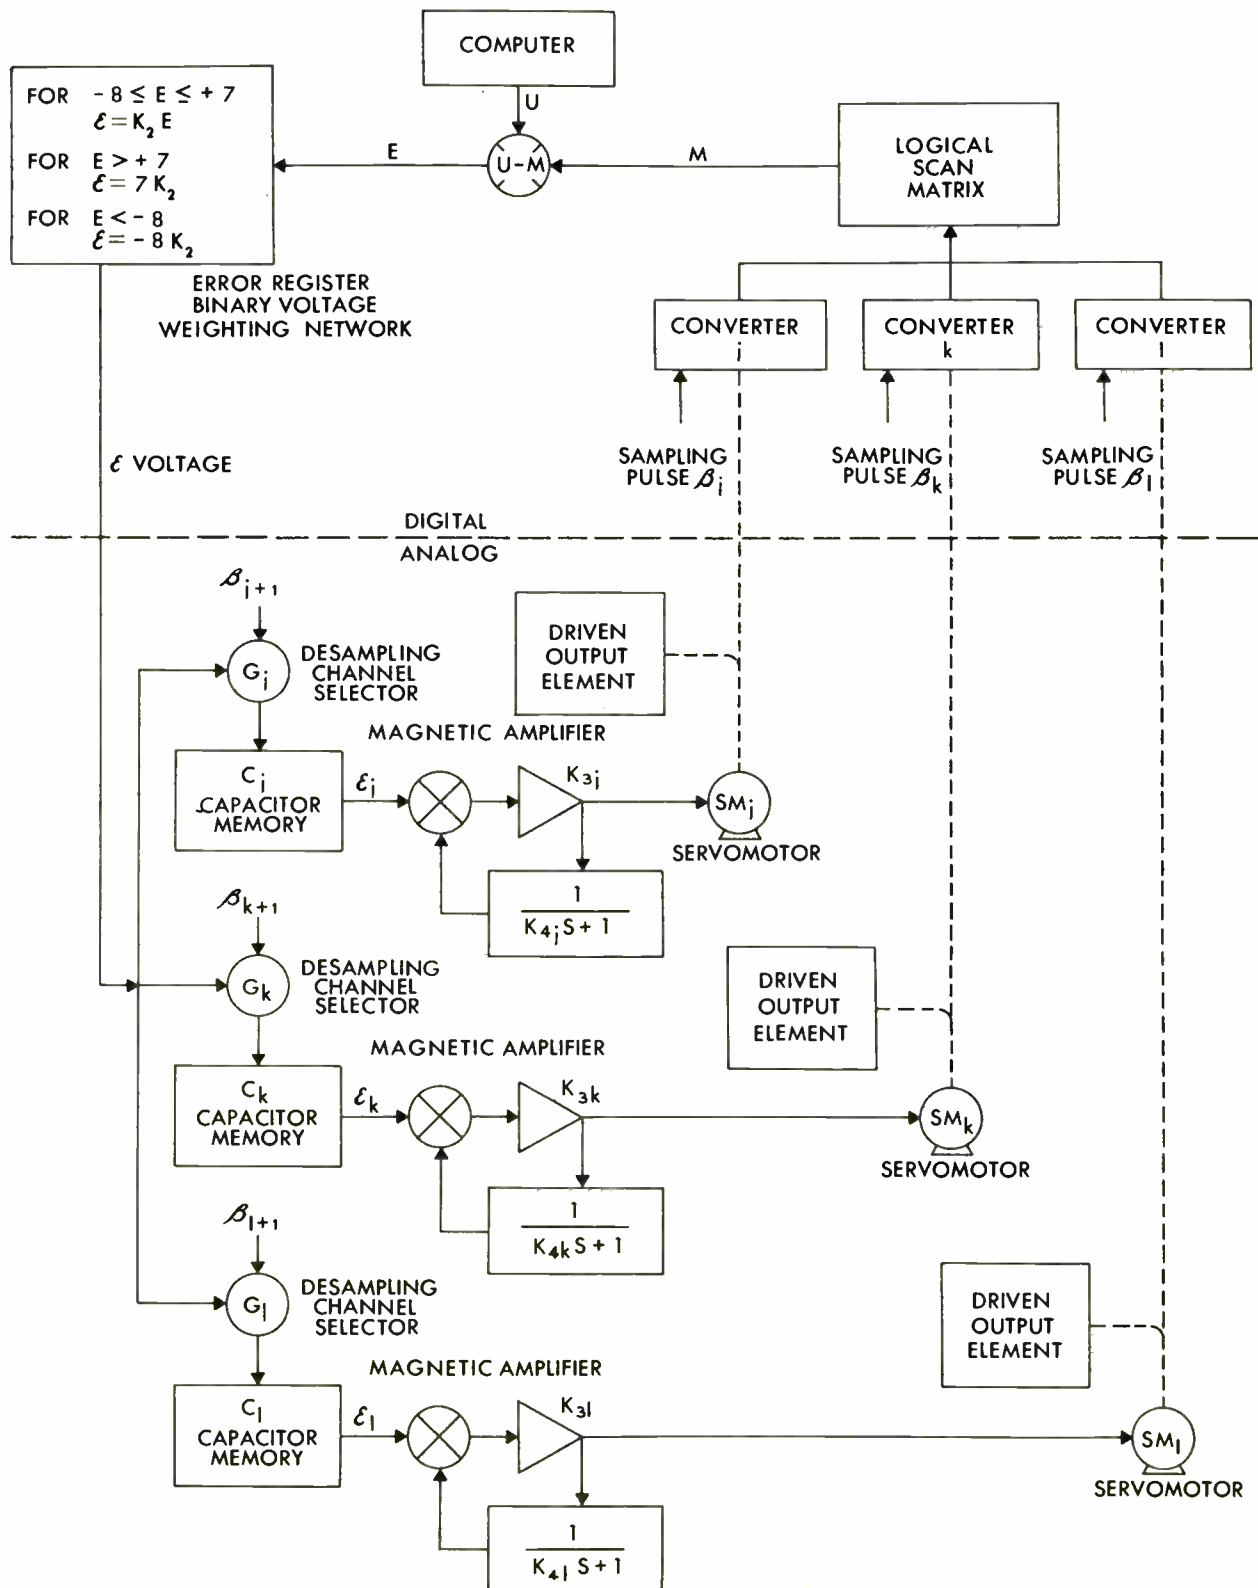 COMPUTER
U
FOR -8 ≤ E ≤ +7
ℰ = K₂ E
FOR E > +7
ℰ = 7 K₂
FOR E < -8
ℰ = -8 K₂
E
U-M
M
LOGICAL
SCAN
MATRIX
ERROR REGISTER
BINARY VOLTAGE
WEIGHTING NETWORK
CONVERTER
j
CONVERTER
k
CONVERTER
l
ℰ VOLTAGE
SAMPLING
PULSE βj
SAMPLING
PULSE βk
SAMPLING
PULSE βl
DIGITAL
ANALOG
βj+1
Gj
DESAMPLING
CHANNEL
SELECTOR
DRIVEN
OUTPUT
ELEMENT
MAGNETIC AMPLIFIER
Cj
CAPACITOR
MEMORY
ℰj
K3j
SMj
SERVOMOTOR
1
K4jS + 1
βk+1
Gk
DESAMPLING
CHANNEL
SELECTOR
DRIVEN
OUTPUT
ELEMENT
MAGNETIC AMPLIFIER
Ck
CAPACITOR
MEMORY
ℰk
K3k
SMk
SERVOMOTOR
1
K4kS + 1
βl+1
Gl
DESAMPLING
CHANNEL
SELECTOR
DRIVEN
OUTPUT
ELEMENT
MAGNETIC AMPLIFIER
Cl
CAPACITOR
MEMORY
ℰl
K3l
SMl
SERVOMOTOR
1
K4l S + 1